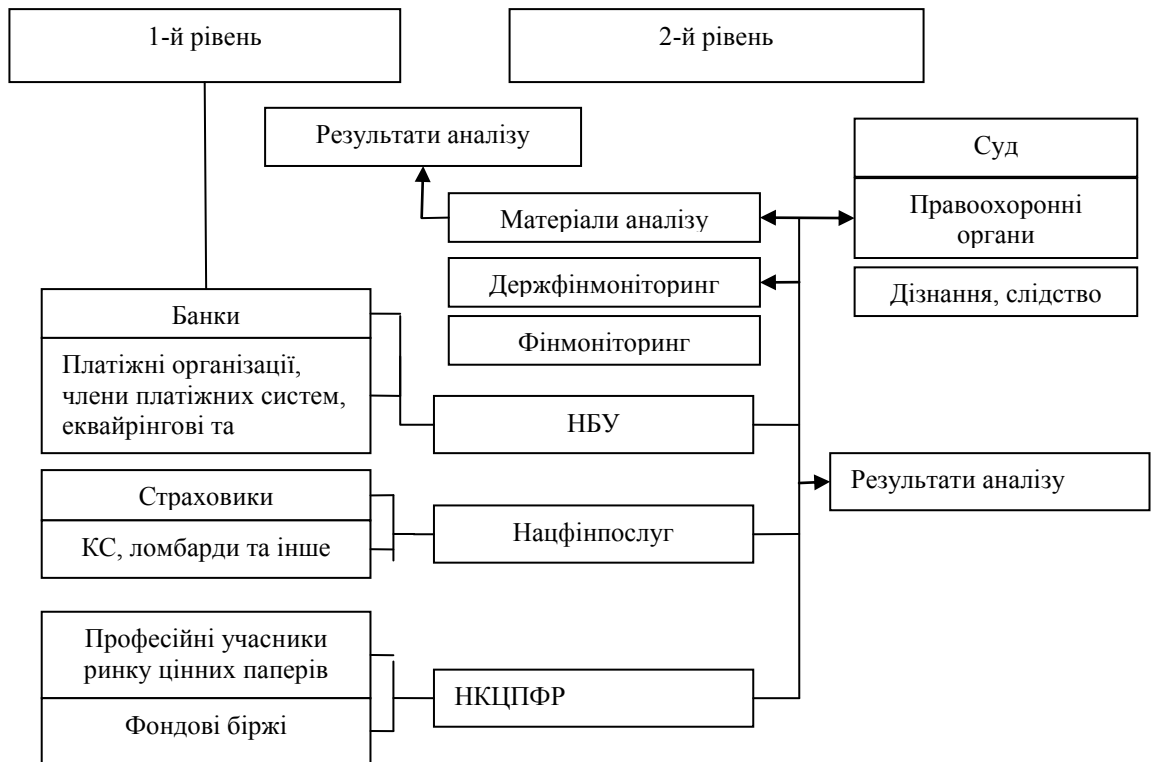 1-й рівень
2-й рівень
Результати аналізу
Суд
Матеріали аналізу
Правоохоронні
органи
Держфінмоніторинг
Дізнання, слідство
Банки
Фінмоніторинг
Платіжні організації,
члени платіжних систем,
еквайрінгові та
НБУ
Страховики
Результати аналізу
КС, ломбарди та інше
Нацфінпослуг
Професійні учасники
ринку цінних паперів
НКЦПФР
Фондові біржі